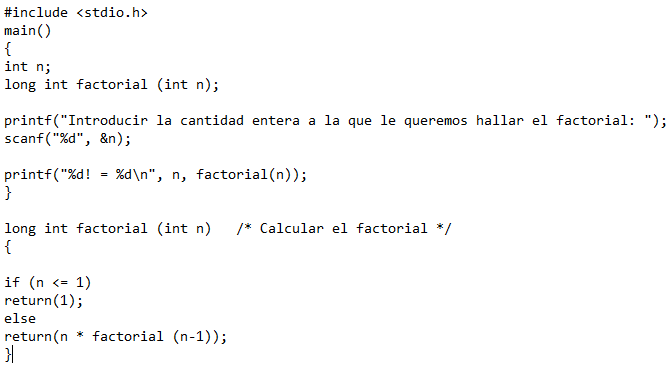 #include <stdio.h>
main()
{
int n;
long int factorial (int n);
printf("Introducir la cantidad entera a la que le queremos hallar el factorial: ");
scanf("%d", &n);
printf("%d! = %d\n", n, factorial(n));
}
long int factorial (int n)   /* Calcular el factorial */
{
if (n <= 1)
return(1);
else
return(n * factorial (n-1));
}